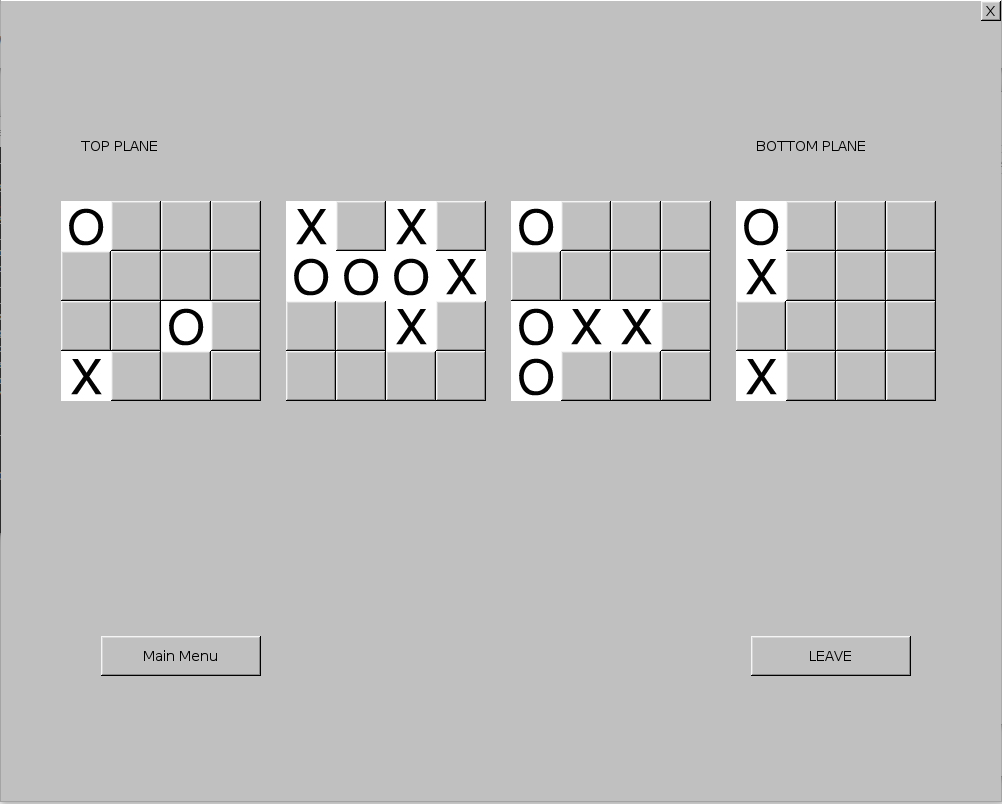 X
TOP PLANE
BOTTOM PLANE
O X X O O
O O O X X
O X O X X
X O X
Main Menu
LEAVE